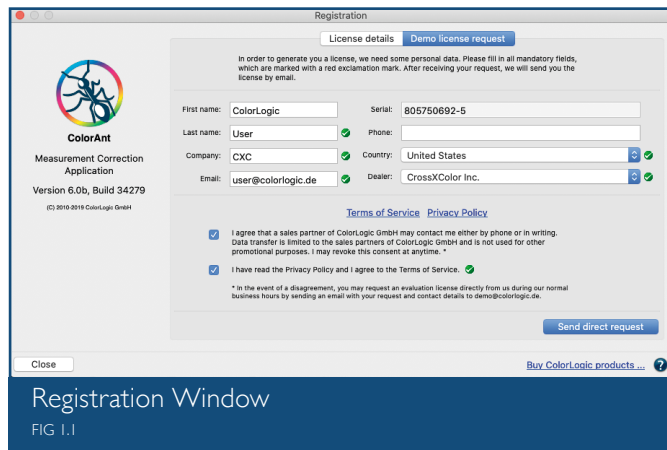 Registration
License details
Demo license request
In order to generate you a license, we need some personal data. Please fill in all mandatory fields,
which are marked with a red exclamation mark. After receiving your request, we will send you the
license by email.
ColorAnt
Measurement Correction
Application
Version 6.0b, Build 34279
(C) 2010-2019 ColorLogic GmbH
First name: ColorLogic
Serial: 805750692-5
Last name: User
Phone:
Company: CXC
Country: United States
Email: user@colorlogic.de
Dealer: CrossXColor Inc.
Terms of Service Privacy Policy
I agree that a sales partner of ColorLogic GmbH may contact me either by phone or in writing.
Data transfer is limited to the sales partners of ColorLogic GmbH and is not used for other
promotional purposes. I may revoke this consent at anytime. *
I have read the Privacy Policy and I agree to the Terms of Service.
* In the event of a disagreement, you may request an evaluation license directly from us during our normal
business hours by sending an email with your request and contact details to demo@colorlogic.de.
Send direct request
Close
Buy ColorLogic products ... ?
Registration Window
FIG 1.1